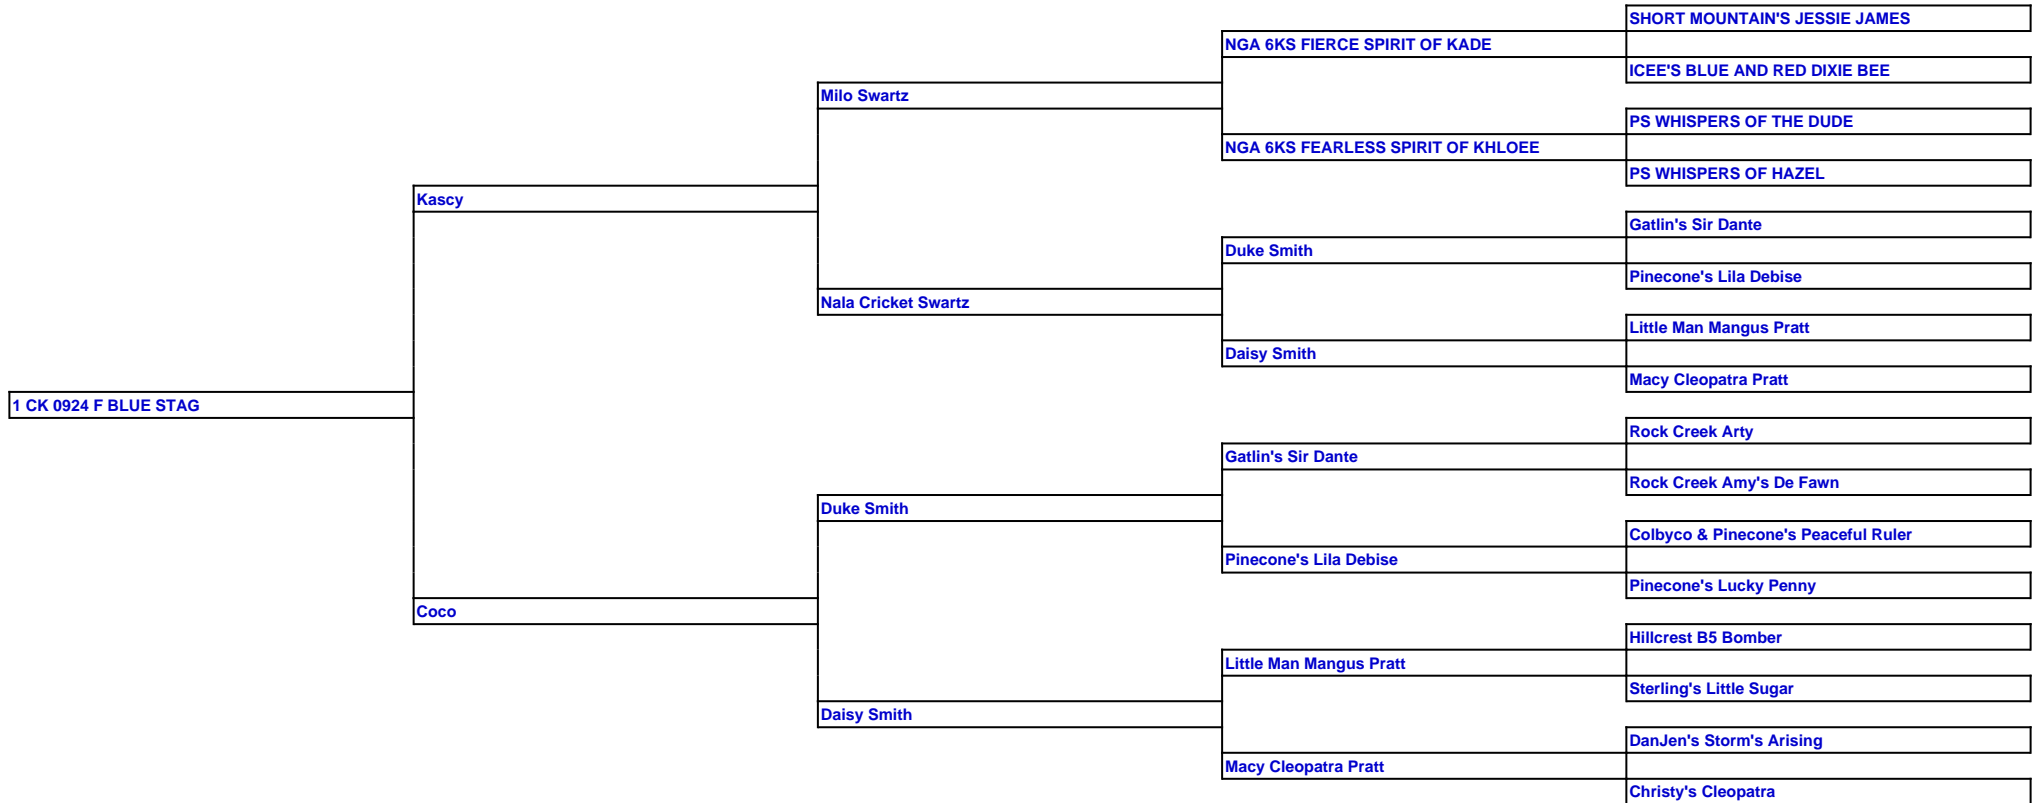 SHORT MOUNTAIN'S JESSIE JAMES
NGA 6KS FIERCE SPIRIT OF KADE
ICEE'S BLUE AND RED DIXIE BEE
Milo Swartz
PS WHISPERS OF THE DUDE
NGA 6KS FEARLESS SPIRIT OF KHLOEE
PS WHISPERS OF HAZEL
Kascy
Gatlin's Sir Dante
Duke Smith
Pinecone's Lila Debise
Nala Cricket Swartz
Little Man Mangus Pratt
Daisy Smith
Macy Cleopatra Pratt
1 CK 0924 F BLUE STAG
Rock Creek Arty
Gatlin's Sir Dante
Rock Creek Amy's De Fawn
Duke Smith
Colbyco & Pinecone's Peaceful Ruler
Pinecone's Lila Debise
Pinecone's Lucky Penny
Coco
Hillcrest B5 Bomber
Little Man Mangus Pratt
Sterling's Little Sugar
Daisy Smith
DanJen's Storm's Arising
Macy Cleopatra Pratt
Christy's Cleopatra